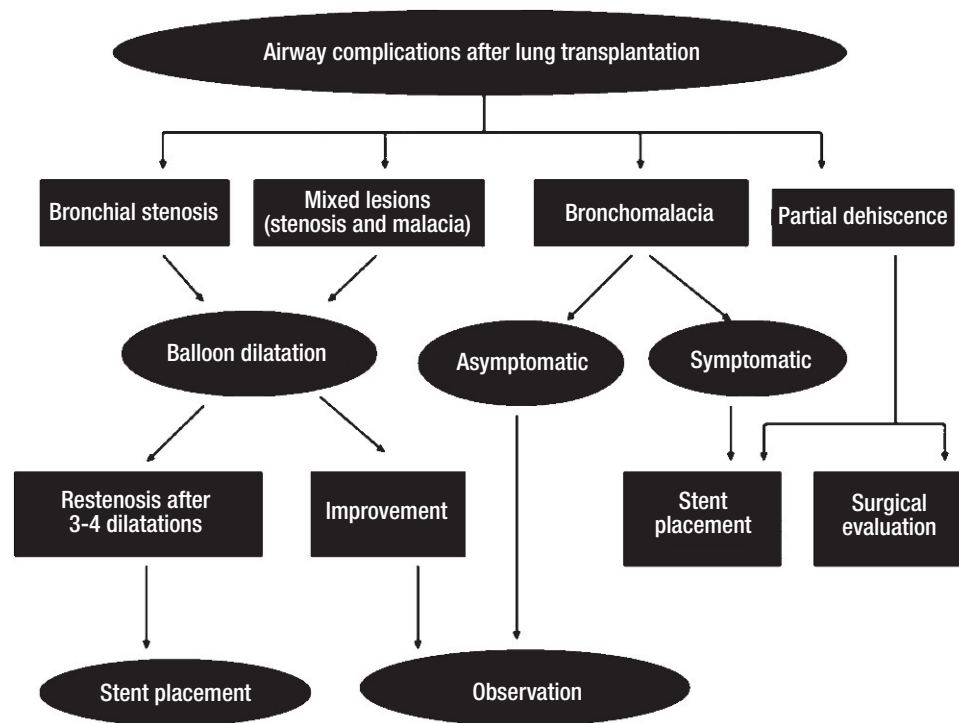 Airway complications after lung transplantation
Bronchial stenosis
Mixed lesions
(stenosis and malacia)
Bronchomalacia
Partial dehiscence
Balloon dilatation
Asymptomatic
Symptomatic
Restenosis after
3-4 dilatations
Improvement
Stent
placement
Surgical
evaluation
Stent placement
Observation